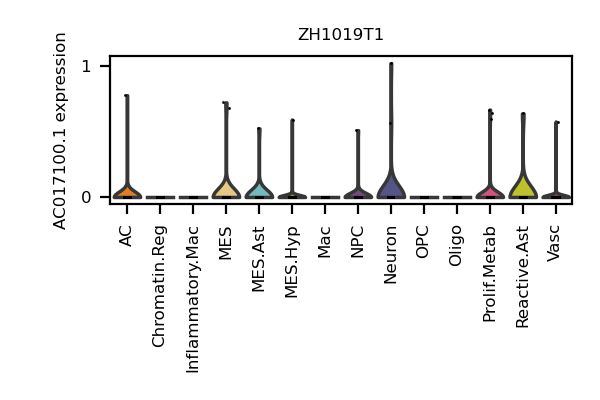 ZH1019T1
AC017100.1 expression
1
0
AC
Chromatin.Reg
Inflammatory.Mac
MES
MES.Ast
MES.Hyp
Mac
NPC
Neuron
OPC
Oligo
Prolif.Metab
Reactive.Ast
Vasc